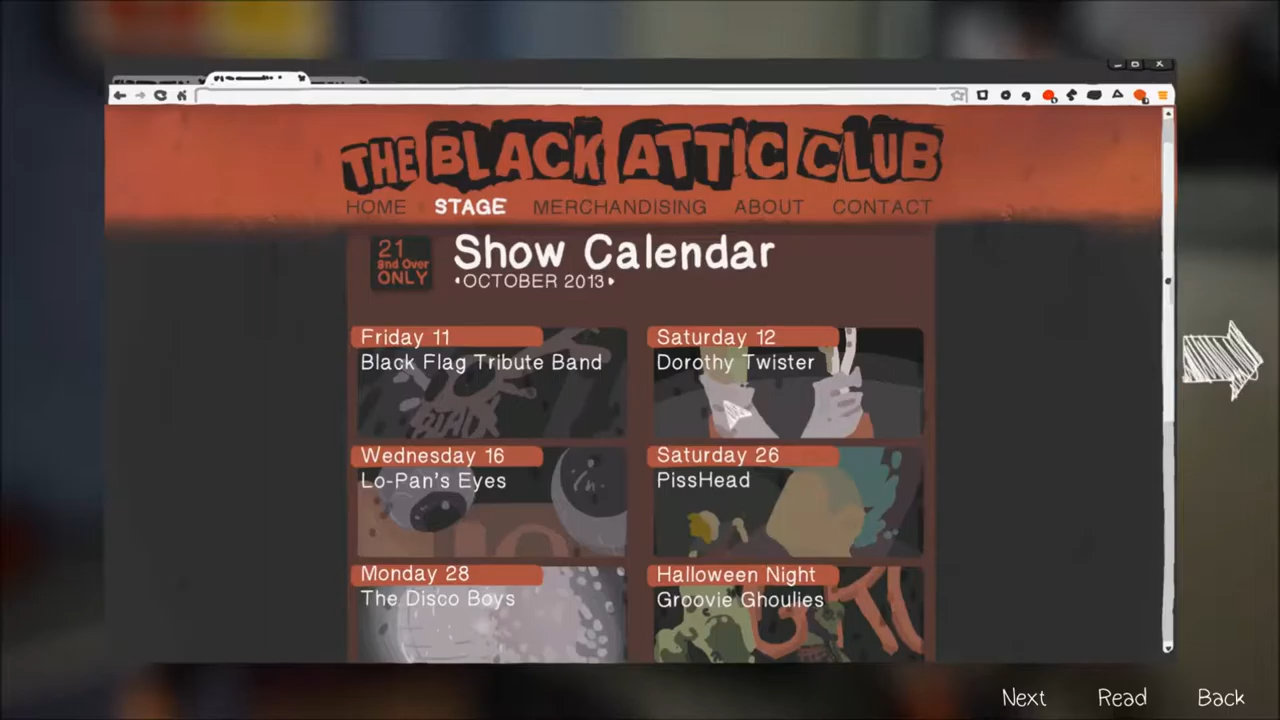 THE BLACK ATTIC CLUB
HOME STAGE MERCHANDISING ABOUT CONTACT
21
and Over
ONLY
Show Calendar
OCTOBER 2013
Friday 11
Black Flag Tribute Band
Saturday 12
Dorothy Twister
Wednesday 16
Lo-Pan's Eyes
Saturday 26
PissHead
Monday 28
The Disco Boys
Halloween Night
Groovie Ghoulies
Next Read Back